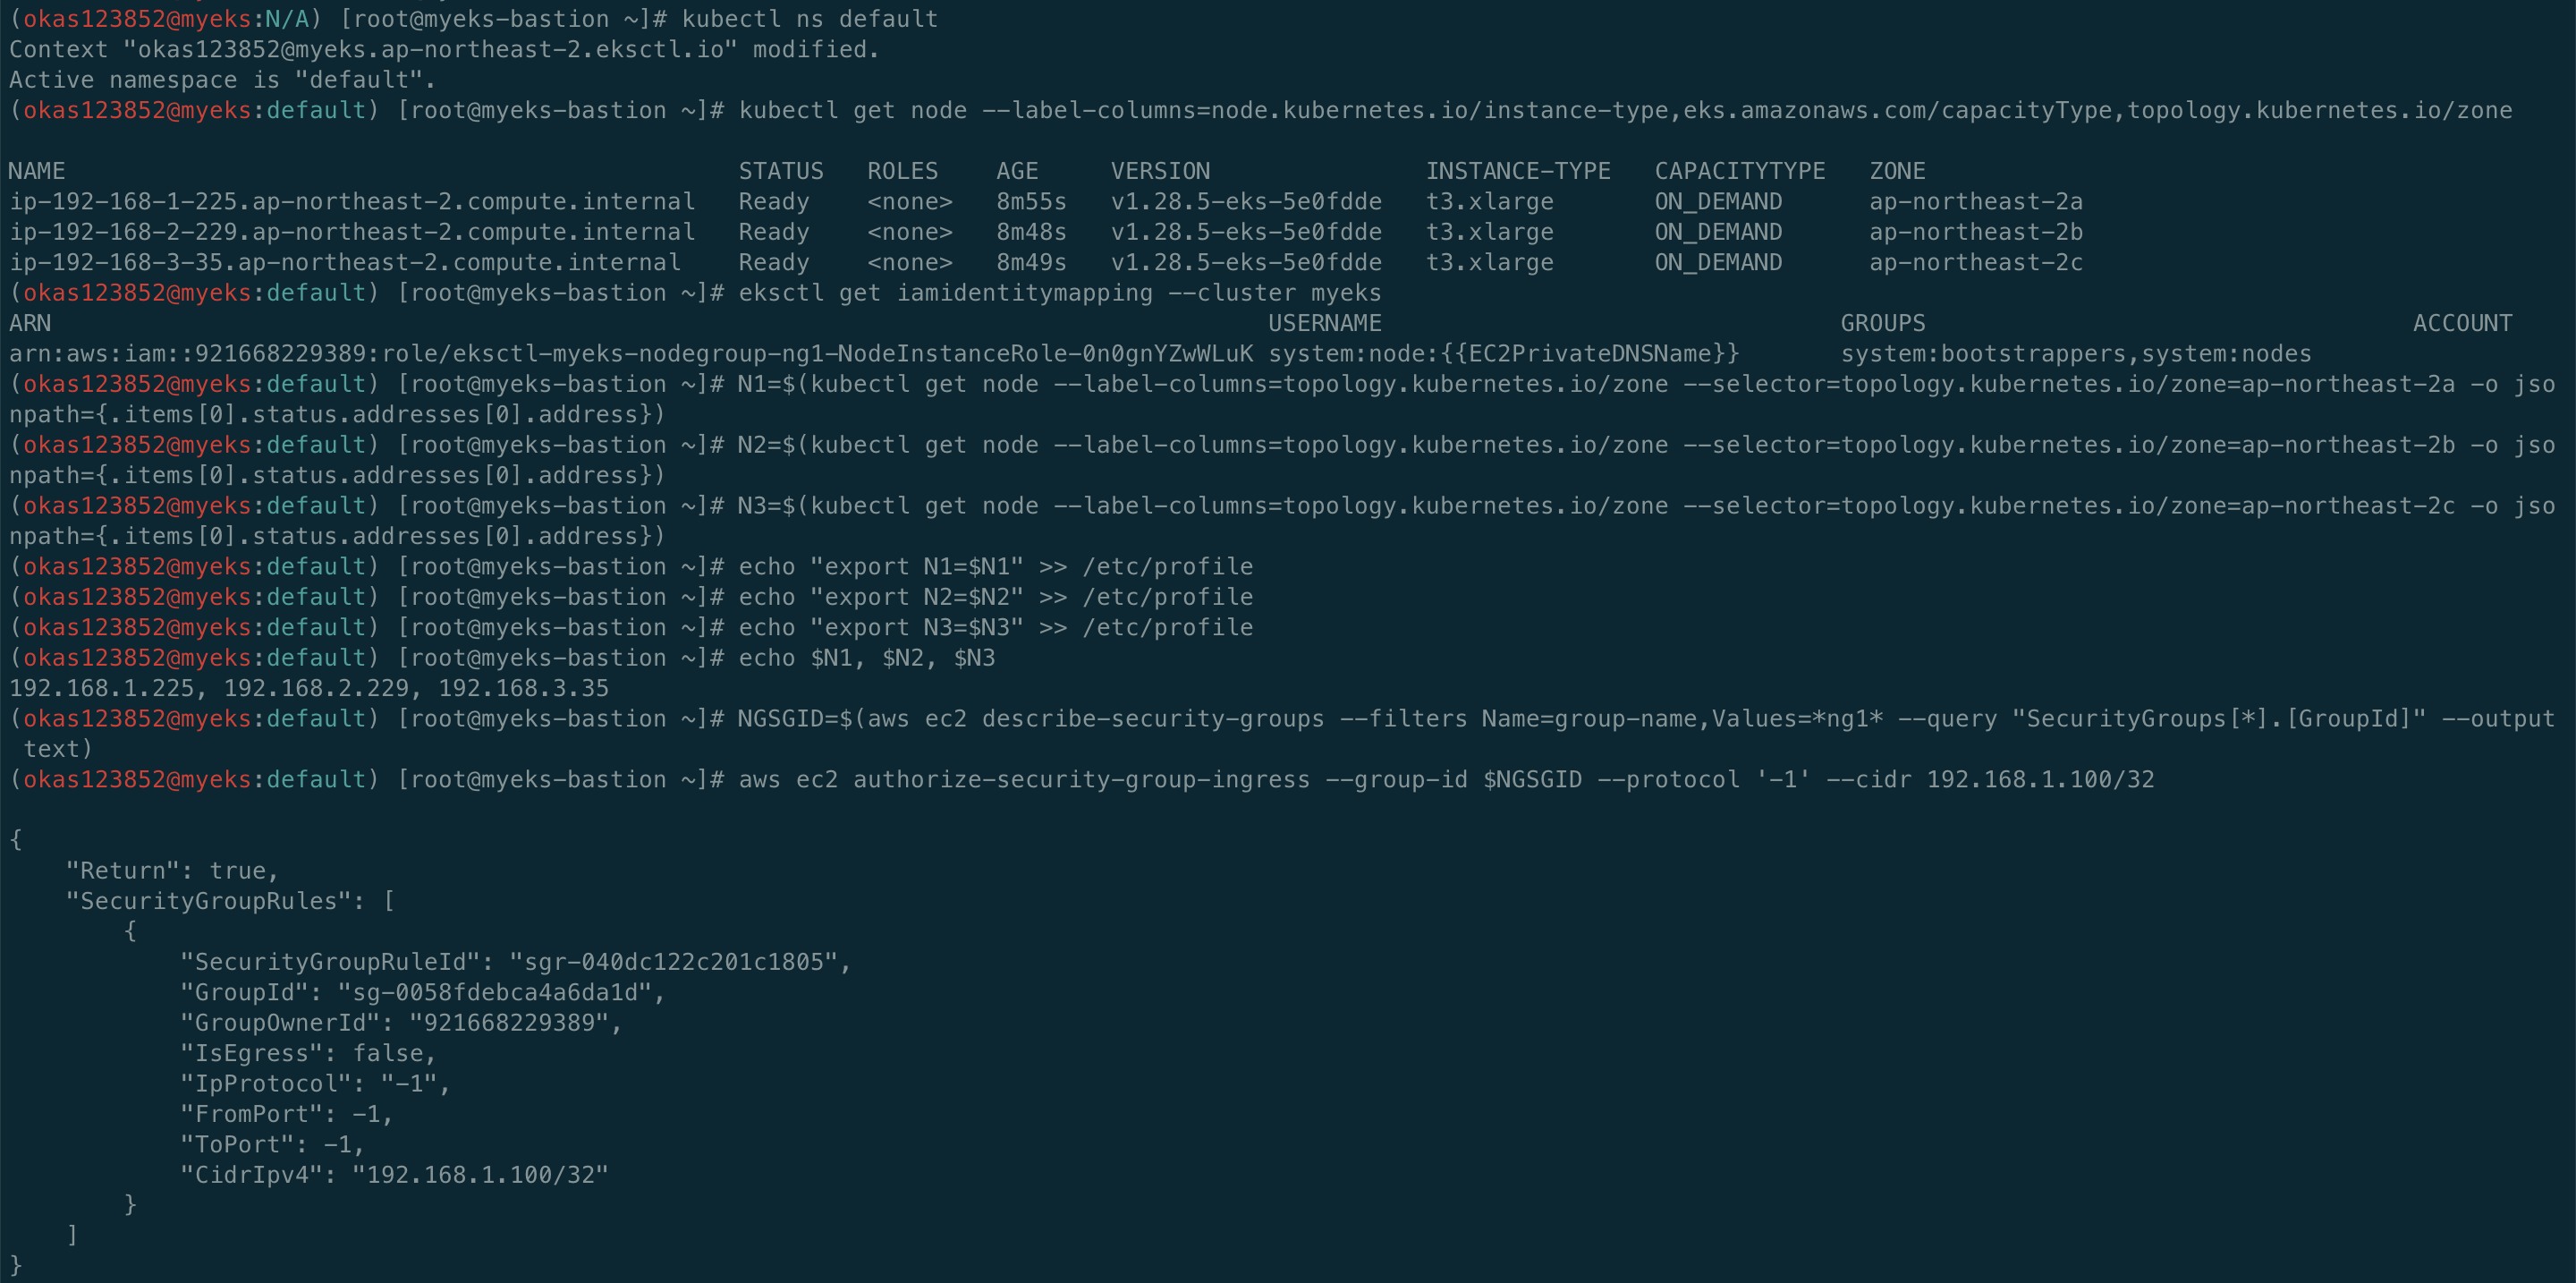 (okas123852@myeks:N/A) [root@myeks-bastion ~]# kubectl ns default
Context "okas123852@myeks.ap-northeast-2.eksctl.io" modified.
Active namespace is "default".
(okas123852@myeks:default) [root@myeks-bastion ~]# kubectl get node --label-columns=node.kubernetes.io/instance-type,eks.amazonaws.com/capacityType,topology.kubernetes.io/zone
NAME STATUS ROLES AGE VERSION INSTANCE-TYPE CAPACITYTYPE ZONE
ip-192-168-1-225.ap-northeast-2.compute.internal Ready <none> 8m55s v1.28.5-eks-5e0fdde t3.xlarge ON_DEMAND ap-northeast-2a
ip-192-168-2-229.ap-northeast-2.compute.internal Ready <none> 8m48s v1.28.5-eks-5e0fdde t3.xlarge ON_DEMAND ap-northeast-2b
ip-192-168-3-35.ap-northeast-2.compute.internal Ready <none> 8m49s v1.28.5-eks-5e0fdde t3.xlarge ON_DEMAND ap-northeast-2c
(okas123852@myeks:default) [root@myeks-bastion ~]# eksctl get iamidentitymapping --cluster myeks
ARN USERNAME GROUPS ACCOUNT
arn:aws:iam::921668229389:role/eksctl-myeks-nodegroup-ng1-NodeInstanceRole-0n0gnYZwWLuK system:node:{{EC2PrivateDNSName}} system:bootstrappers,system:nodes
(okas123852@myeks:default) [root@myeks-bastion ~]# N1=$(kubectl get node --label-columns=topology.kubernetes.io/zone --selector=topology.kubernetes.io/zone=ap-northeast-2a -o jso
npath={.items[0].status.addresses[0].address})
(okas123852@myeks:default) [root@myeks-bastion ~]# N2=$(kubectl get node --label-columns=topology.kubernetes.io/zone --selector=topology.kubernetes.io/zone=ap-northeast-2b -o jso
npath={.items[0].status.addresses[0].address})
(okas123852@myeks:default) [root@myeks-bastion ~]# N3=$(kubectl get node --label-columns=topology.kubernetes.io/zone --selector=topology.kubernetes.io/zone=ap-northeast-2c -o jso
npath={.items[0].status.addresses[0].address})
(okas123852@myeks:default) [root@myeks-bastion ~]# echo "export N1=$N1" >> /etc/profile
(okas123852@myeks:default) [root@myeks-bastion ~]# echo "export N2=$N2" >> /etc/profile
(okas123852@myeks:default) [root@myeks-bastion ~]# echo "export N3=$N3" >> /etc/profile
(okas123852@myeks:default) [root@myeks-bastion ~]# echo $N1, $N2, $N3
192.168.1.225, 192.168.2.229, 192.168.3.35
(okas123852@myeks:default) [root@myeks-bastion ~]# NGSGID=$(aws ec2 describe-security-groups --filters Name=group-name,Values=*ng1* --query "SecurityGroups[*].[GroupId]" --output
 text)
(okas123852@myeks:default) [root@myeks-bastion ~]# aws ec2 authorize-security-group-ingress --group-id $NGSGID --protocol '-1' --cidr 192.168.1.100/32
{
    "Return": true,
    "SecurityGroupRules": [
        {
            "SecurityGroupRuleId": "sgr-040dc122c201c1805",
            "GroupId": "sg-0058fdebca4a6da1d",
            "GroupOwnerId": "921668229389",
            "IsEgress": false,
            "IpProtocol": "-1",
            "FromPort": -1,
            "ToPort": -1,
            "CidrIpv4": "192.168.1.100/32"
        }
    ]
}